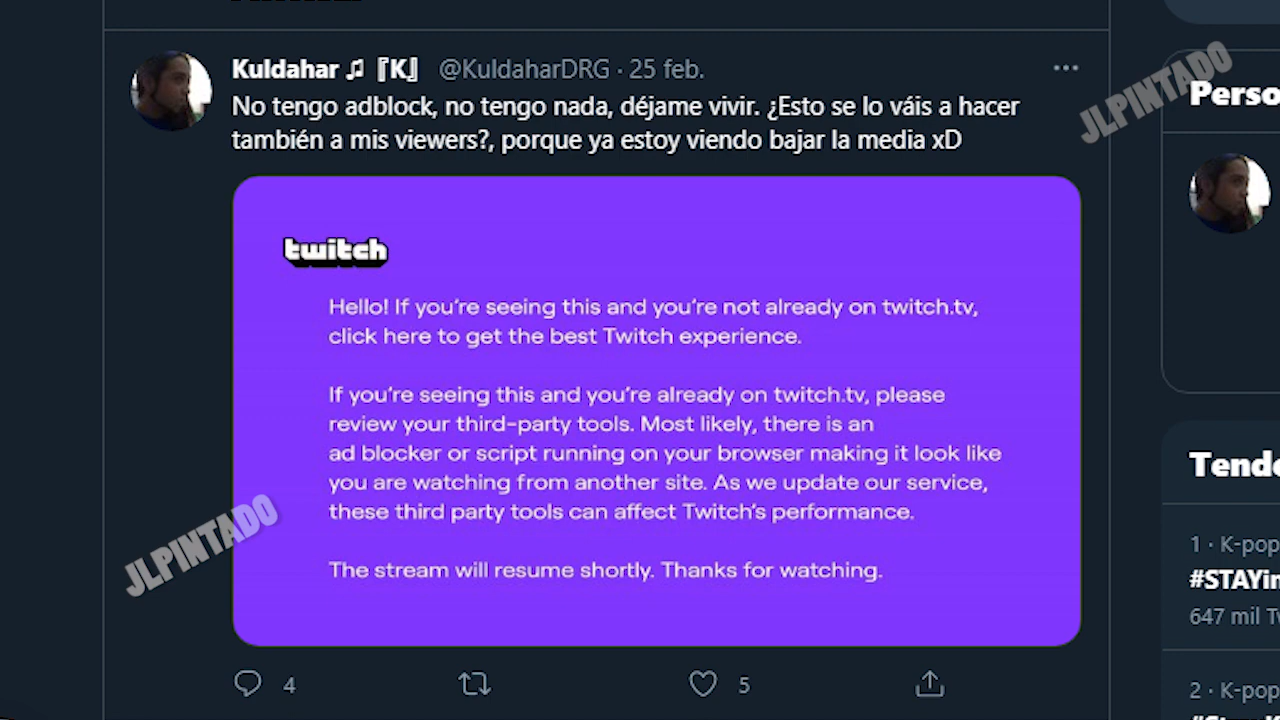 Kuldahar ♫『K』 @KuldaharDRG · 25 feb.
No tengo adblock, no tengo nada, déjame vivir. ¿Esto se lo váis a hacer
también a mis viewers?, porque ya estoy viendo bajar la media xD
twitch
Hello! If you're seeing this and you're not already on twitch.tv,
click here to get the best Twitch experience.
If you're seeing this and you're already on twitch.tv, please
review your third-party tools. Most likely, there is an
ad blocker or script running on your browser making it look like
you are watching from another site. As we update our service,
these third party tools can affect Twitch's performance.
The stream will resume shortly. Thanks for watching.
4
5
JLPINTADO
JLPINTADO
Perso
Tende
1 · K-pop
#STAYin
647 mil Tw
2 · K-pop